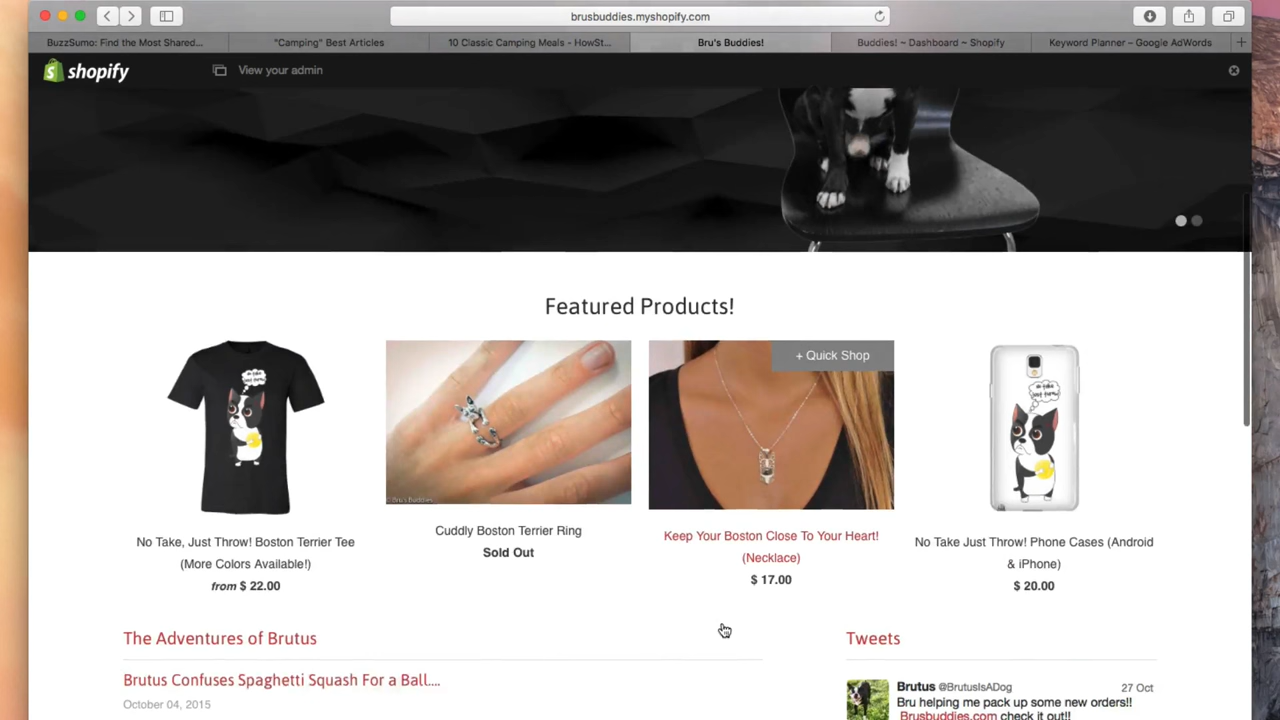 brusbuddies.myshopify.com
BuzzSumo: Find the Most Shared...
"Camping" Best Articles
10 Classic Camping Meals - HowSt...
Bru's Buddies!
Buddies! ~ Dashboard ~ Shopify
Keyword Planner – Google AdWords
shopify
View your admin
Featured Products!
+ Quick Shop
© Bru's Buddies
No Take, Just Throw! Boston Terrier Tee
(More Colors Available!)
from $ 22.00
Cuddly Boston Terrier Ring
Sold Out
Keep Your Boston Close To Your Heart!
(Necklace)
$ 17.00
No Take Just Throw! Phone Cases (Android
& iPhone)
$ 20.00
The Adventures of Brutus
Brutus Confuses Spaghetti Squash For a Ball....
October 04, 2015
Tweets
Brutus @BrutusIsADog 27 Oct
Bru helping me pack up some new orders!!
Brusbuddies.com check it out!!